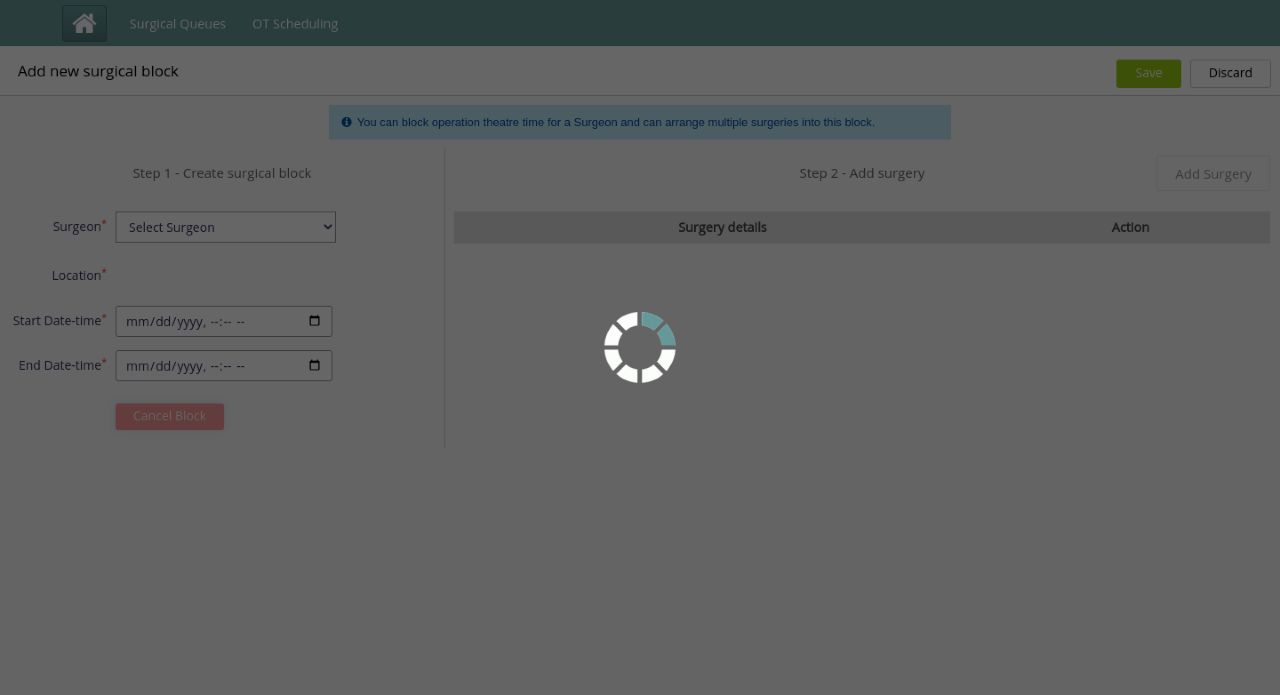 Surgical Queues OT Scheduling
Add new surgical block Save Discard
You can block operation theatre time for a Surgeon and can arrange multiple surgeries into this block.
Step 1 - Create surgical block
Surgeon* Select Surgeon
Location*
Start Date-time* mm/dd/yyyy, --:-- --
End Date-time* mm/dd/yyyy, --:-- --
Cancel Block
Step 2 - Add surgery Add Surgery
Surgery details Action